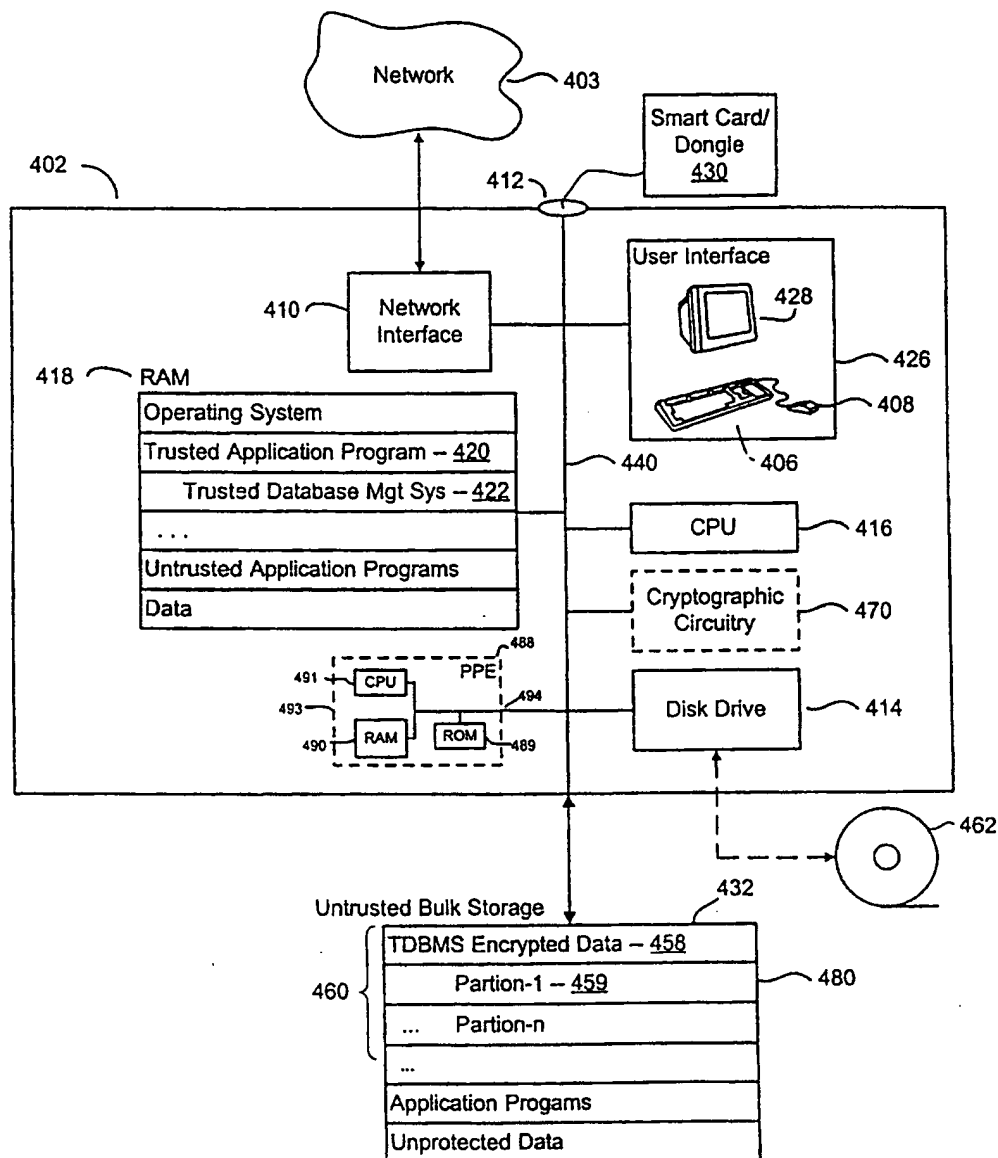 Network
403
Smart Card/
Dongle
430
402
412
User Interface
410
Network
Interface
428
426
418
RAM
408
Operating System
Trusted Application Program – 420
440
406
Trusted Database Mgt Sys – 422
. . .
CPU
416
Untrusted Application Programs
Data
Cryptographic
Circuitry
470
488
PPE
491
CPU
494
493
Disk Drive
414
490
RAM
ROM
489
462
Untrusted Bulk Storage
432
TDBMS Encrypted Data – 458
460
Partion-1 – 459
480
... Partion-n
...
Application Progams
Unprotected Data